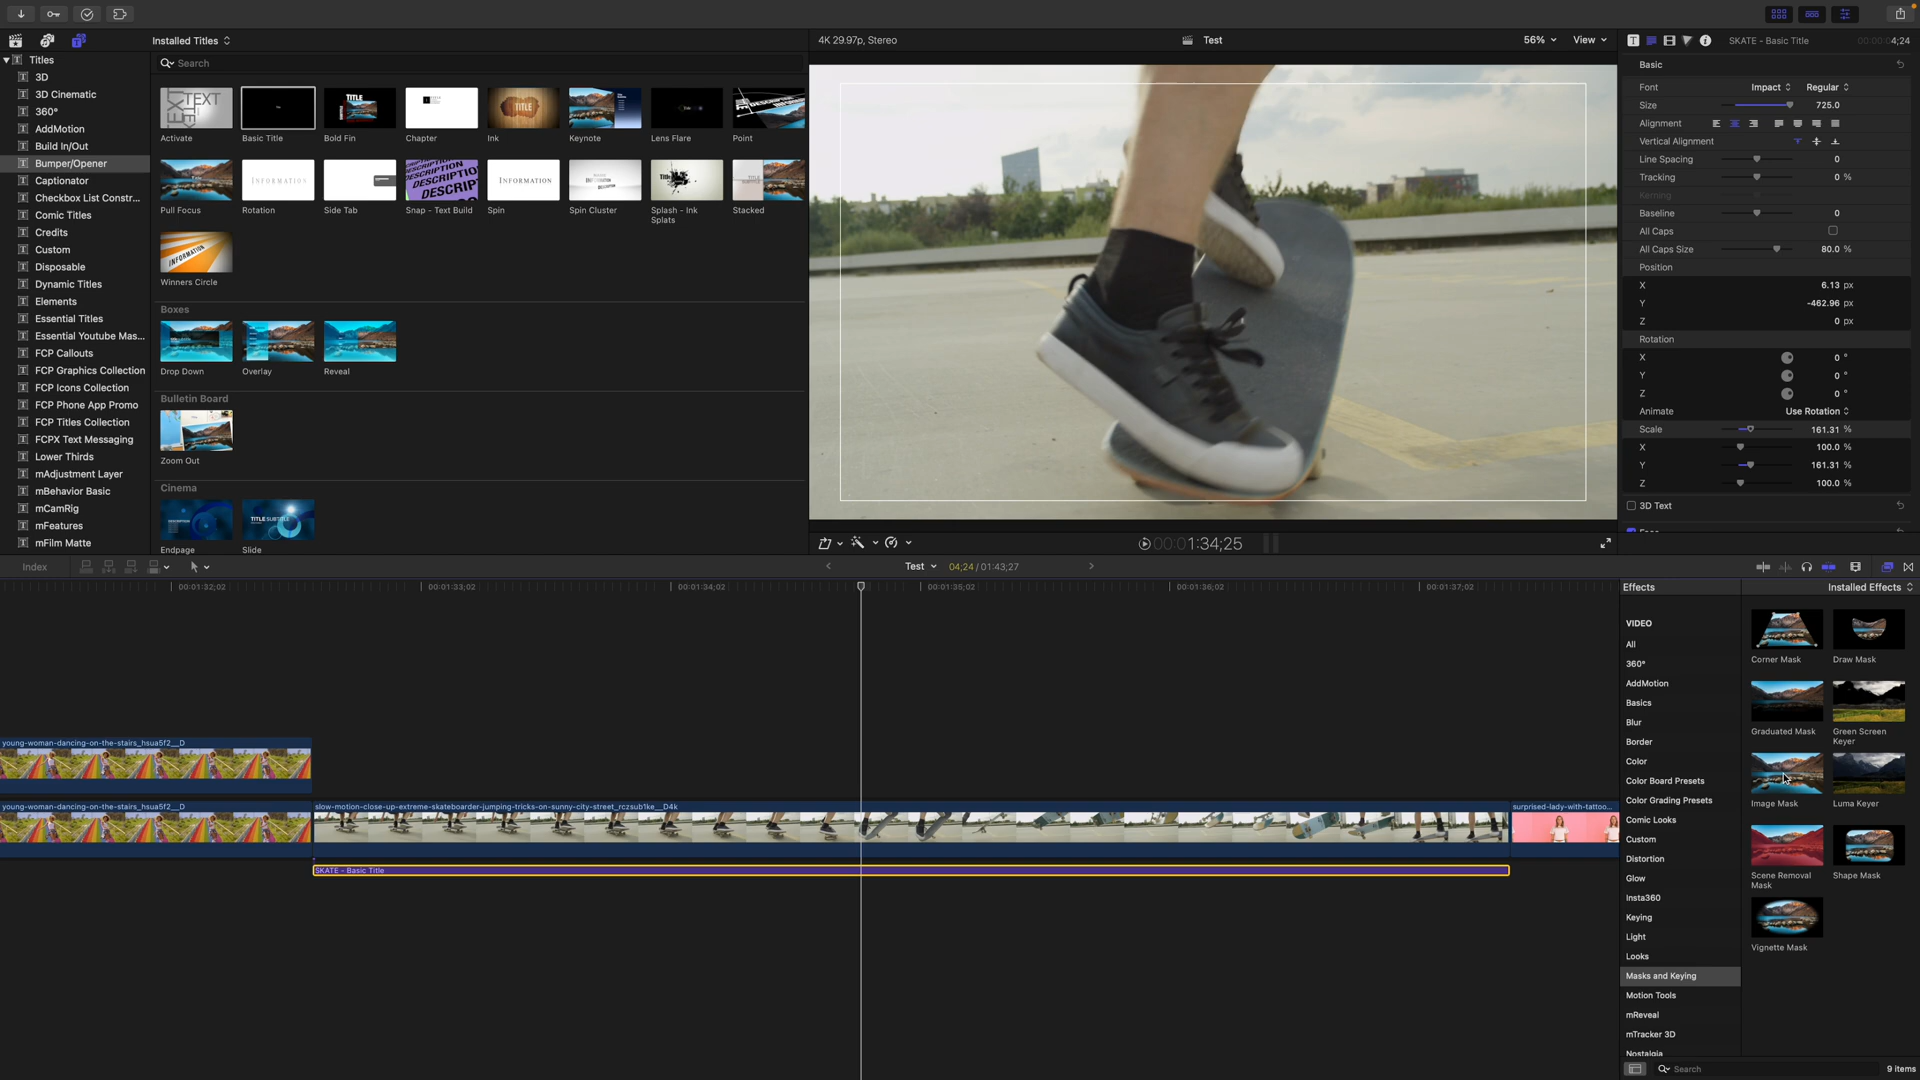 Installed Titles
4K 29.97p, Stereo
Test
56%
View
SKATE - Basic Title
00:00:04;24
Titles
3D
3D Cinematic
360°
AddMotion
Build In/Out
Bumper/Opener
Captionator
Checkbox List Constr...
Comic Titles
Credits
Custom
Disposable
Dynamic Titles
Elements
Essential Titles
Essential Youtube Mas...
FCP Callouts
FCP Graphics Collection
FCP Icons Collection
FCP Phone App Promo
FCP Titles Collection
FCPX Text Messaging
Lower Thirds
mAdjustment Layer
mBehavior Basic
mCamRig
mFeatures
mFilm Matte
Search
Activate
Basic Title
Bold Fin
Chapter
Ink
Keynote
Lens Flare
Point
Pull Focus
Rotation
Side Tab
Snap - Text Build
Spin
Spin Cluster
Splash - Ink Splats
Stacked
Winners Circle
Boxes
Drop Down
Overlay
Reveal
Bulletin Board
Zoom Out
Cinema
Endpage
Slide
00:00:1:34;25
Basic
Font Impact Regular
Size 725.0
Alignment
Vertical Alignment
Line Spacing 0
Tracking 0 %
Kerning
Baseline 0
All Caps
All Caps Size 80.0 %
Position
X 6.13 px
Y -462.96 px
Z 0 px
Rotation
X 0 °
Y 0 °
Z 0 °
Animate Use Rotation
Scale 161.31 %
X 100.0 %
Y 161.31 %
Z 100.0 %
3D Text
Index
Test
04;24 / 01:43;27
00:01:32;02
00:01:33;02
00:01:34;02
00:01:35;02
00:01:36;02
00:01:37;02
young-woman-dancing-on-the-stairs_hsua5f2__D
young-woman-dancing-on-the-stairs_hsua5f2__D
slow-motion-close-up-extreme-skateboarder-jumping-tricks-on-sunny-city-street_rczsub1ke__D4k
surprised-lady-with-tattoo...
SKATE - Basic Title
Effects
Installed Effects
VIDEO
All
360°
AddMotion
Basics
Blur
Border
Color
Color Board Presets
Color Grading Presets
Comic Looks
Custom
Distortion
Glow
Insta360
Keying
Light
Looks
Masks and Keying
Motion Tools
mReveal
mTracker 3D
Nostalgia
Corner Mask
Draw Mask
Graduated Mask
Green Screen Keyer
Image Mask
Luma Keyer
Scene Removal Mask
Shape Mask
Vignette Mask
Search
9 items